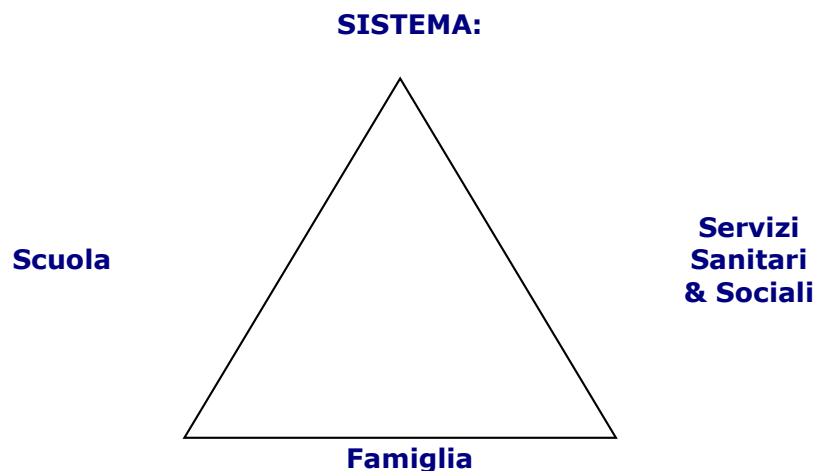 SISTEMA:
Scuola
Servizi
Sanitari
& Sociali
Famiglia